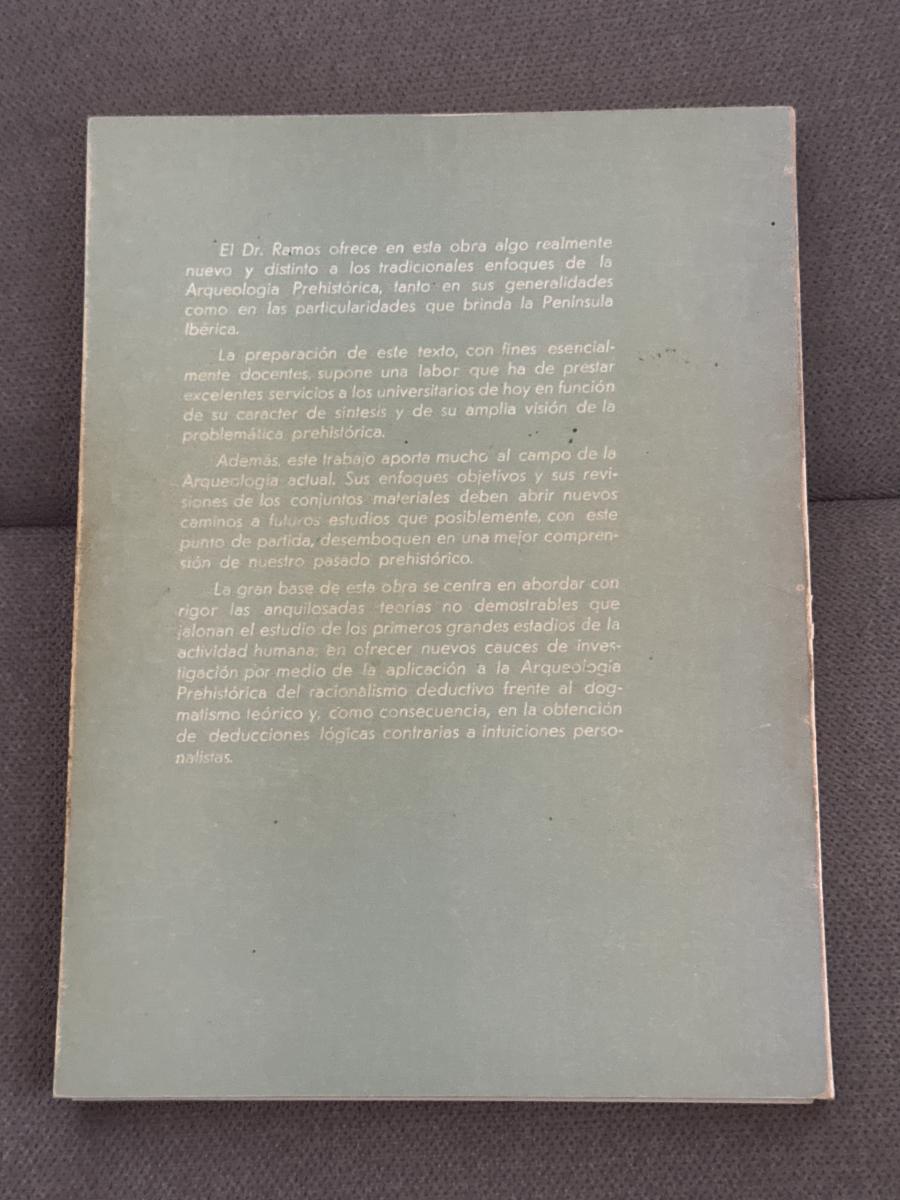 El Dr. Ramos ofrece en esta obra algo realmente
nuevo y distinto a los tradicionales enfoques de la
Arqueología Prehistórica, tanto en sus generalidades
como en las particularidades que brinda la Península
Ibérica.
La preparación de este texto, con fines esencial-
mente docentes, supone una labor que ha de prestar
excelentes servicios a los universitarios de hoy en función
de su caracter de síntesis y de su amplia visión de la
problemática prehistórica.
Además, este trabajo aporta mucho al campo de la
Arqueología actual. Sus enfoques objetivos y sus revi-
siones de los conjuntos materiales deben abrir nuevos
caminos a futuros estudios que posiblemente, con este
punto de partida, desemboquen en una mejor compren-
sión de nuestro pasado prehistórico.
La gran base de esta obra se centra en abordar con
rigor las anquilosadas teorías no demostrables que
jalonan el estudio de los primeros grandes estadios de la
actividad humana; en ofrecer nuevos cauces de inves-
tigación por medio de la aplicación a la Arqueología
Prehistórica del racionalismo deductivo frente al dog-
matismo teórico y, como consecuencia, en la obtención
de deducciones lógicas contrarias a intuiciones perso-
nalistas.